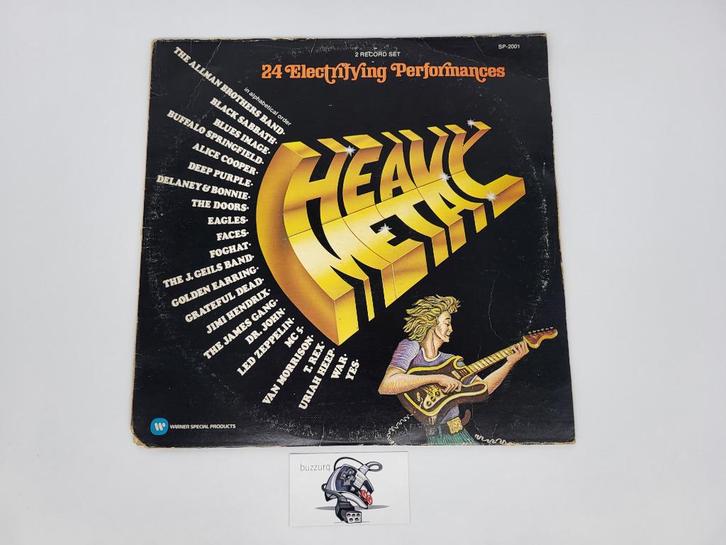 2 RECORD SET
SP-2001
24 Electrifying Performances
in alphabetical order
THE ALLMAN BROTHERS BAND·
BLACK SABBATH·
BLUES IMAGE·
BUFFALO SPRINGFIELD·
ALICE COOPER·
DEEP PURPLE·
DELANEY & BONNIE·
THE DOORS·
EAGLES·
FACES·
FOGHAT·
THE J. GEILS BAND·
GOLDEN EARRING·
GRATEFUL DEAD·
JIMI HENDRIX·
THE JAMES GANG·
DR. JOHN·
LED ZEPPELIN·
MC 5·
VAN MORRISON·
T. REX·
URIAH HEEP·
WAR·
YES·
HEAVY
METAL
W WARNER SPECIAL PRODUCTS
buzzurq